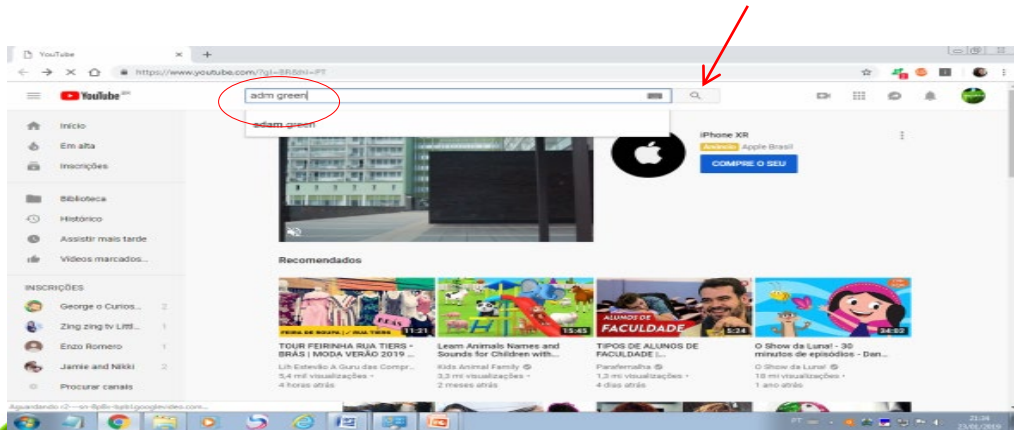 YouTube
https://www.youtube.com/?gl=BR&hl=PT
YouTube
adm green
adam green
Início
Em alta
Inscrições
Biblioteca
Histórico
Assistir mais tarde
Vídeos marcados...
INSCRIÇÕES
George o Curios... 2
Zing zing tv Littl... 1
Enzo Romero 1
Jamie and Nikki 2
Procurar canais
iPhone XR
Anúncio Apple Brasil
COMPRE O SEU
Recomendados
FEIRA DE ROUPA RUA TIERS
11:21
TOUR FEIRINHA RUA TIERS •
BRÁS | MODA VERÃO 2019 ...
Lih Estevão A Guru das Compr...
5,4 mil visualizações •
4 horas atrás
15:45
Learn Animals Names and
Sounds for Children with...
Kids Animal Family
3,3 mi visualizações •
2 meses atrás
ALUNOS DE
FACULDADE
5:24
TIPOS DE ALUNOS DE
FACULDADE |...
Parafernalha
1,3 mi visualizações •
4 dias atrás
34:02
O Show da Luna! - 30
minutos de episódios - Dan...
O Show da Luna!
18 mi visualizações •
1 ano atrás
PT
21:24
23/01/2019